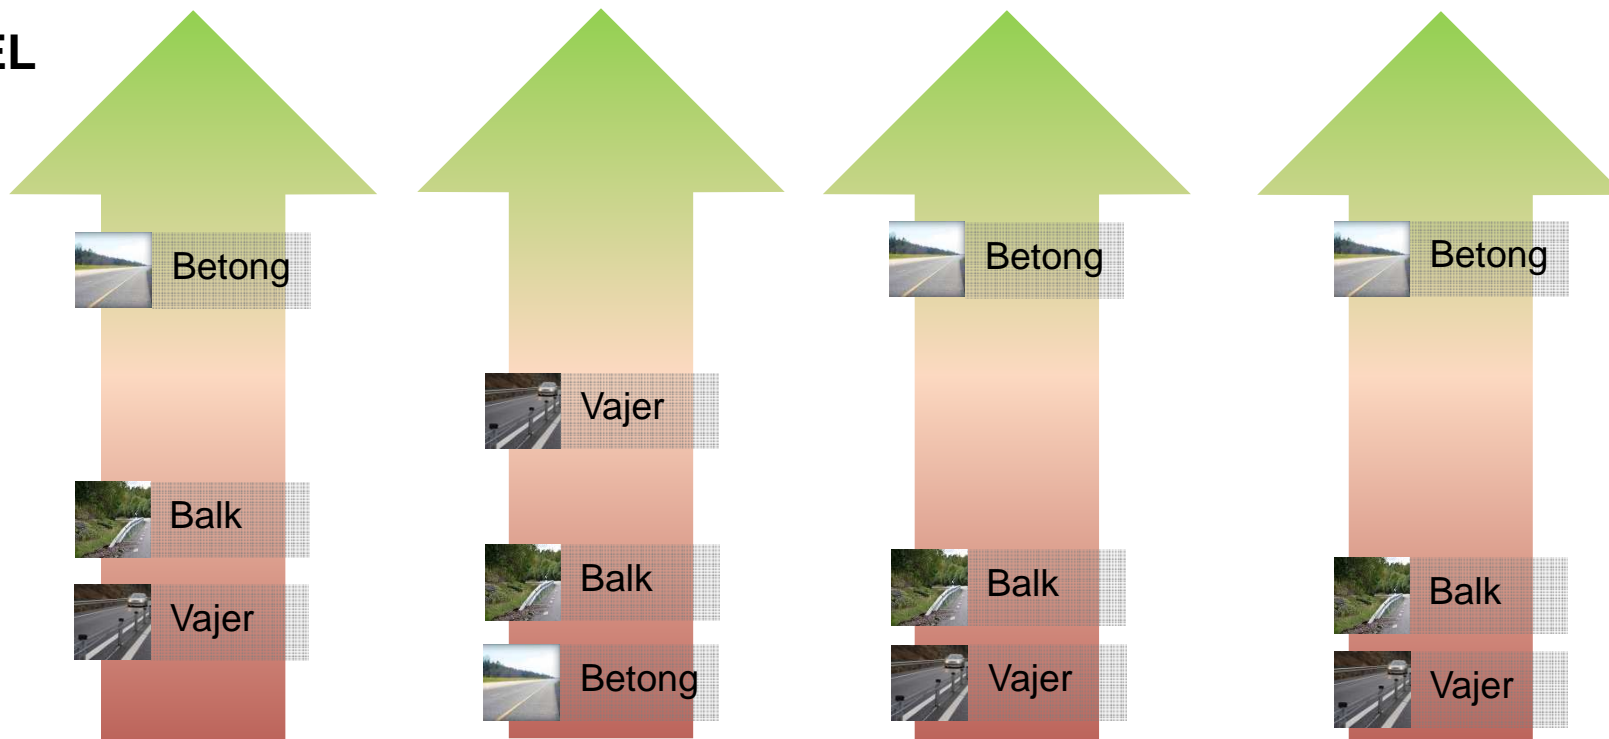 EL
Betong
Balk
Vajer
Vajer
Balk
Betong
Betong
Balk
Vajer
Betong
Balk
Vajer